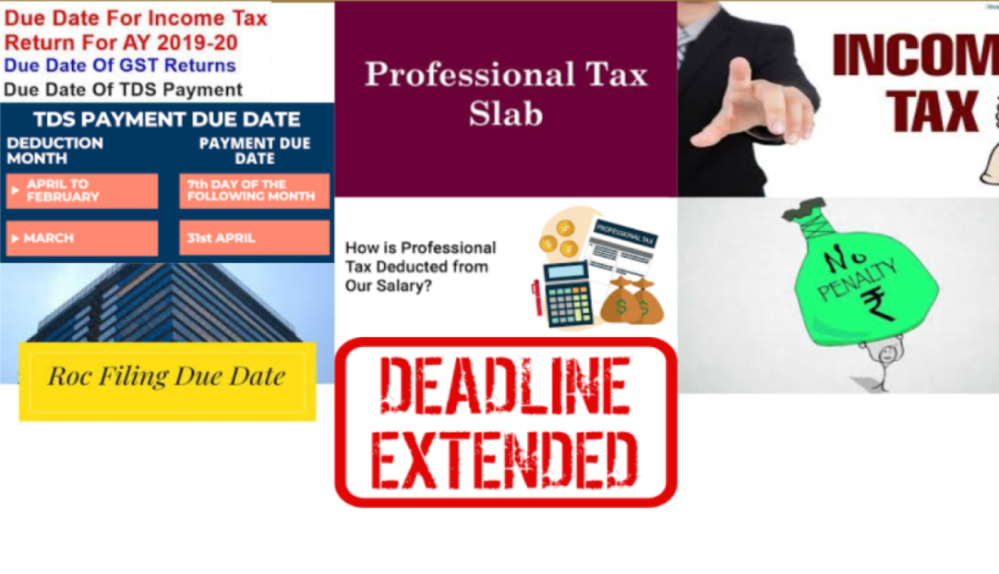 Due Date For Income Tax
Return For AY 2019-20
Due Date Of GST Returns
Due Date Of TDS Payment
TDS PAYMENT DUE DATE
DEDUCTION
MONTH
PAYMENT DUE
DATE
APRIL TO
FEBRUARY
7th DAY OF THE
FOLLOWING MONTH
MARCH
31st APRIL
Roc Filing Due Date
Professional Tax
Slab
How is Professional
Tax Deducted from
Our Salary?
PROFESSIONAL TAX
DEADLINE
EXTENDED
INCOM
TAX
No
PENALTY
₹